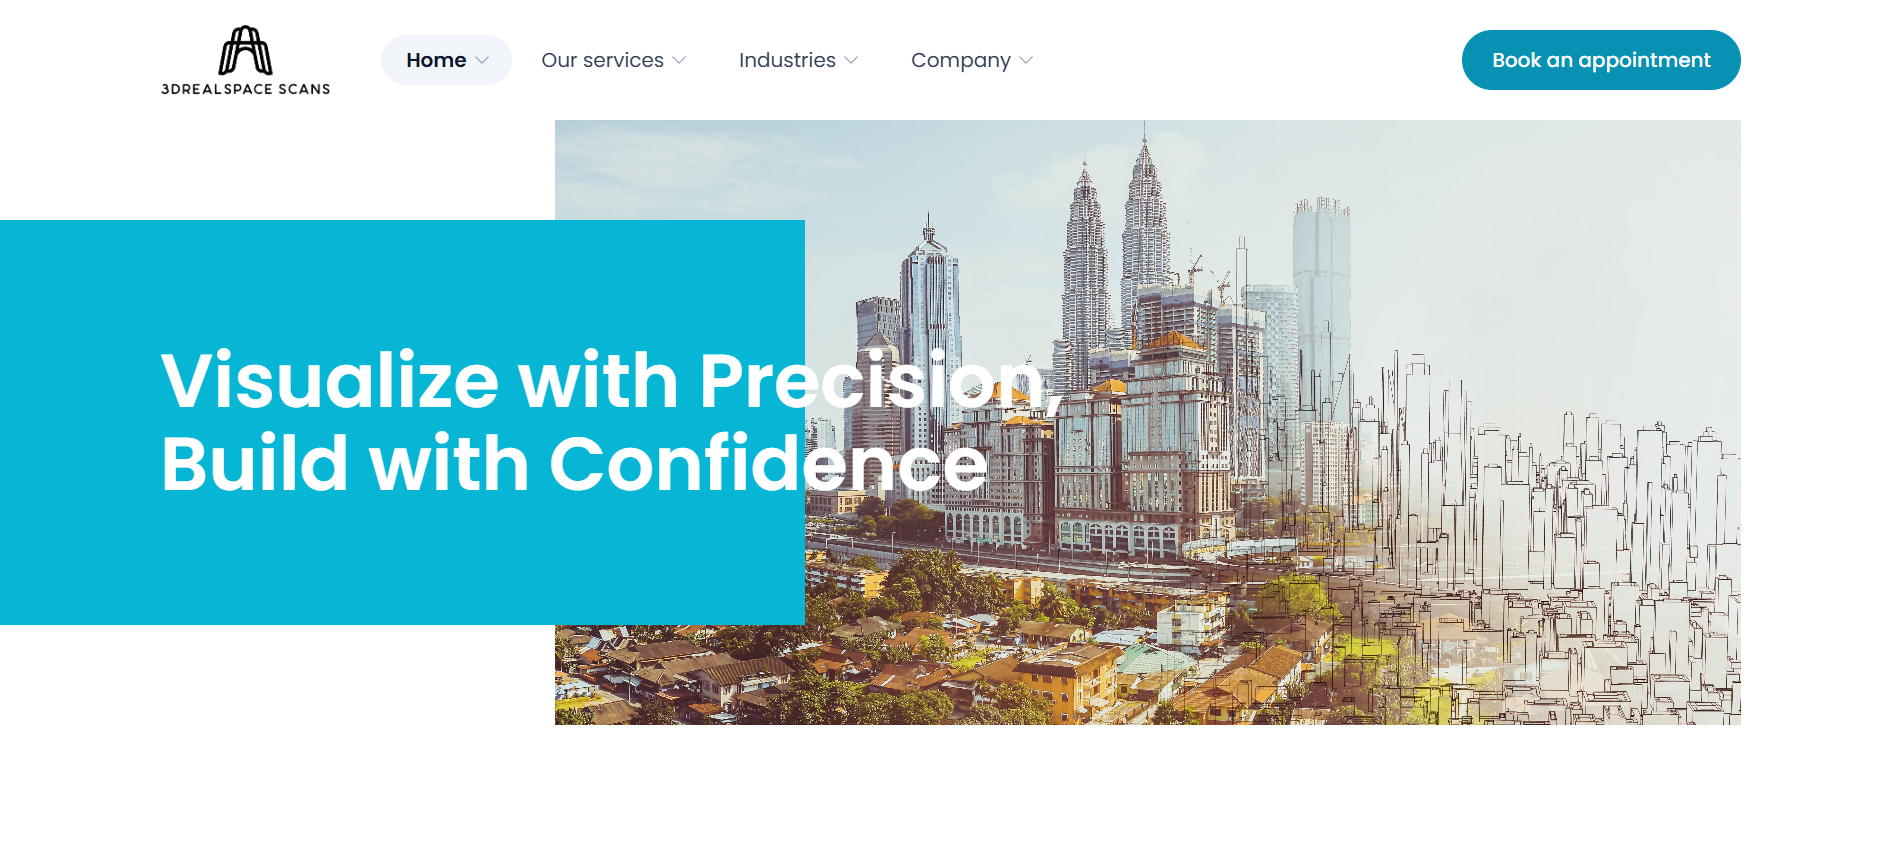 3DREALSPACE SCANS
Home
Our services
Industries
Company
Book an appointment
Visualize with Precision,
Build with Confidence